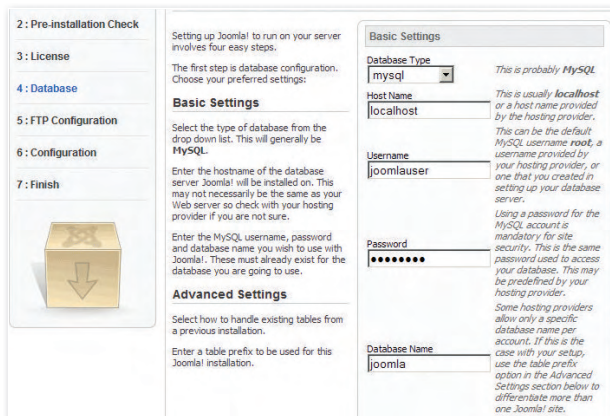 2 : Pre-installation Check
3 : License
4 : Database
5 : FTP Configuration
6 : Configuration
7 : Finish
Setting up Joomla! to run on your server
involves four easy steps.
The first step is database configuration.
Choose your preferred settings:
Basic Settings
Select the type of database from the
drop down list. This will generally be
MySQL.
Enter the hostname of the database
server Joomla! will be installed on. This
may not necessarily be the same as your
Web server so check with your hosting
provider if you are not sure.
Enter the MySQL username, password
and database name you wish to use with
Joomla!. These must already exist for the
database you are going to use.
Advanced Settings
Select how to handle existing tables from
a previous installation.
Enter a table prefix to be used for this
Joomla! installation.
Basic Settings
Database Type
mysql
This is probably MySQL
Host Name
localhost
This is usually localhost
or a host name provided
by the hosting provider.
Username
joomlauser
This can be the default
MySQL username root, a
username provided by
your hosting provider, or
one that you created in
setting up your database
server.
Password
••••••••
Using a password for the
MySQL account is
mandatory for site
security. This is the same
password used to access
your database. This may
be predefined by your
hosting provider.
Database Name
joomla
Some hosting providers
allow only a specific
database name per
account. If this is the
case with your setup,
use the table prefix
option in the Advanced
Settings section below to
differentiate more than
one Joomla! site.